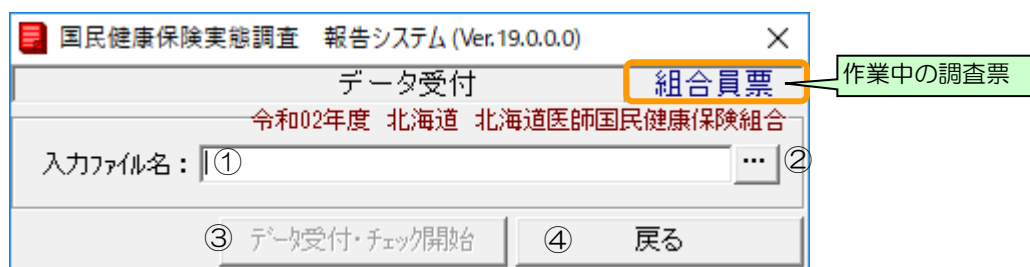 国民健康保険実態調査　報告システム (Ver.19.0.0.0)
データ受付
組合員票
作業中の調査票
令和02年度 北海道 北海道医師国民健康保険組合
入力ファイル名： ① ... ②
③ データ受付・チェック開始 ④ 戻る